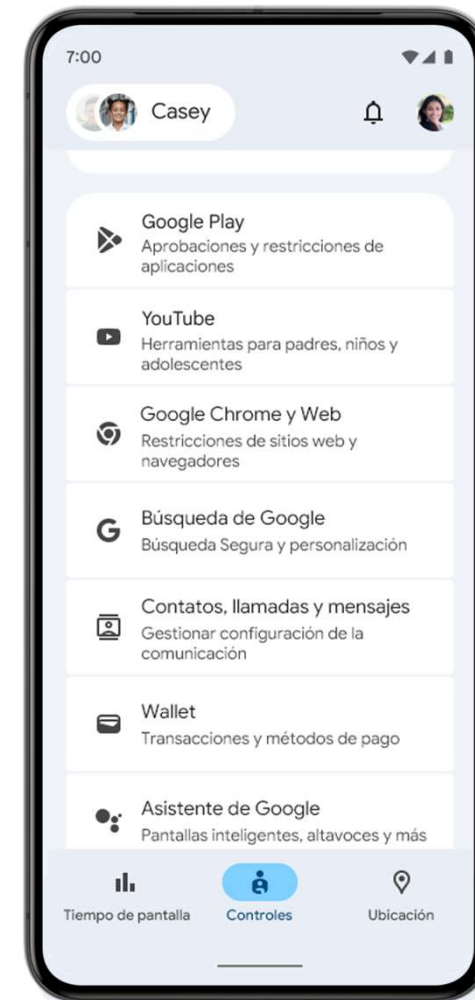 7:00
Casey
Google Play
Aprobaciones y restricciones de
aplicaciones
YouTube
Herramientas para padres, niños y
adolescentes
Google Chrome y Web
Restricciones de sitios web y
navegadores
Búsqueda de Google
Búsqueda Segura y personalización
Contatos, llamadas y mensajes
Gestionar configuración de la
comunicación
Wallet
Transacciones y métodos de pago
Asistente de Google
Pantallas inteligentes, altavoces y más
Tiempo de pantalla
Controles
Ubicación